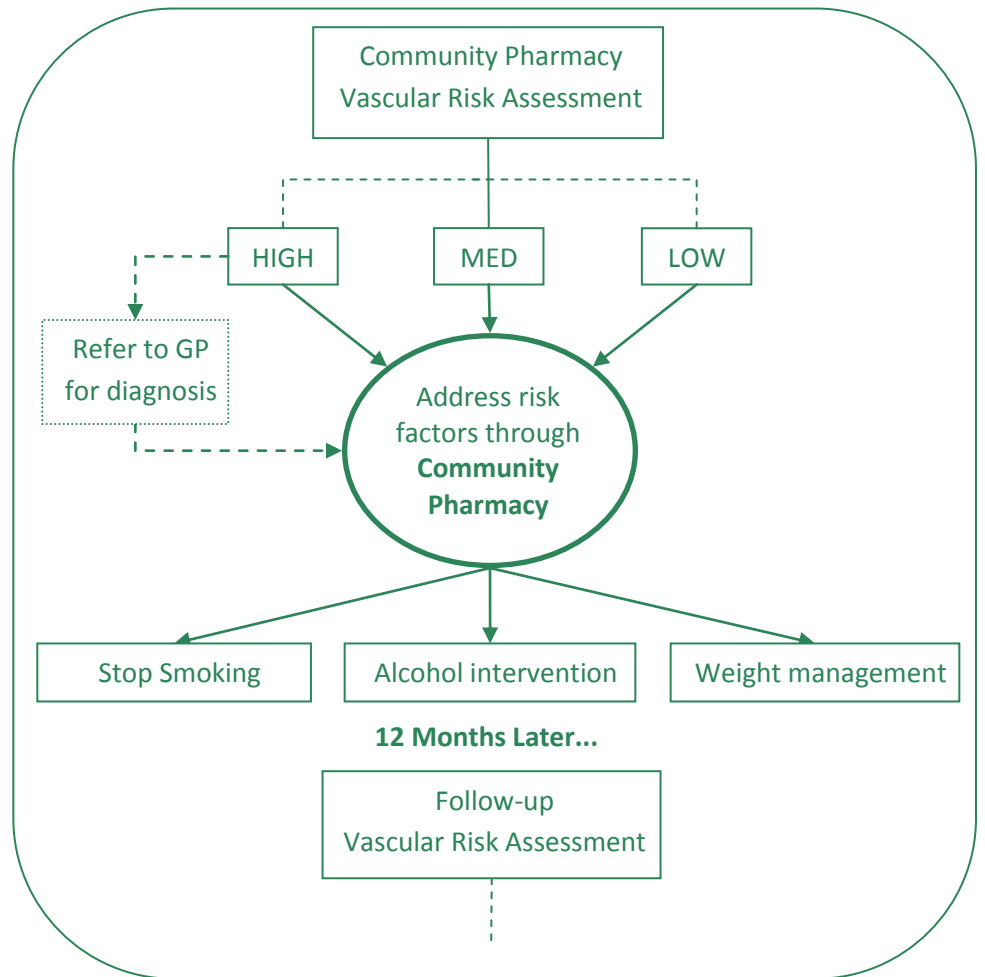 Community Pharmacy
Vascular Risk Assessment
HIGH
MED
LOW
Refer to GP
for diagnosis
Address risk
factors through
Community
Pharmacy
Stop Smoking
Alcohol intervention
Weight management
12 Months Later...
Follow-up
Vascular Risk Assessment